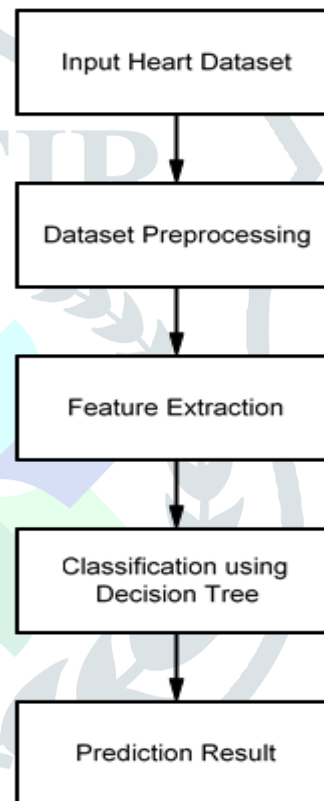 Input Heart Dataset
Dataset Preprocessing
Feature Extraction
Classification using
Decision Tree
Prediction Result